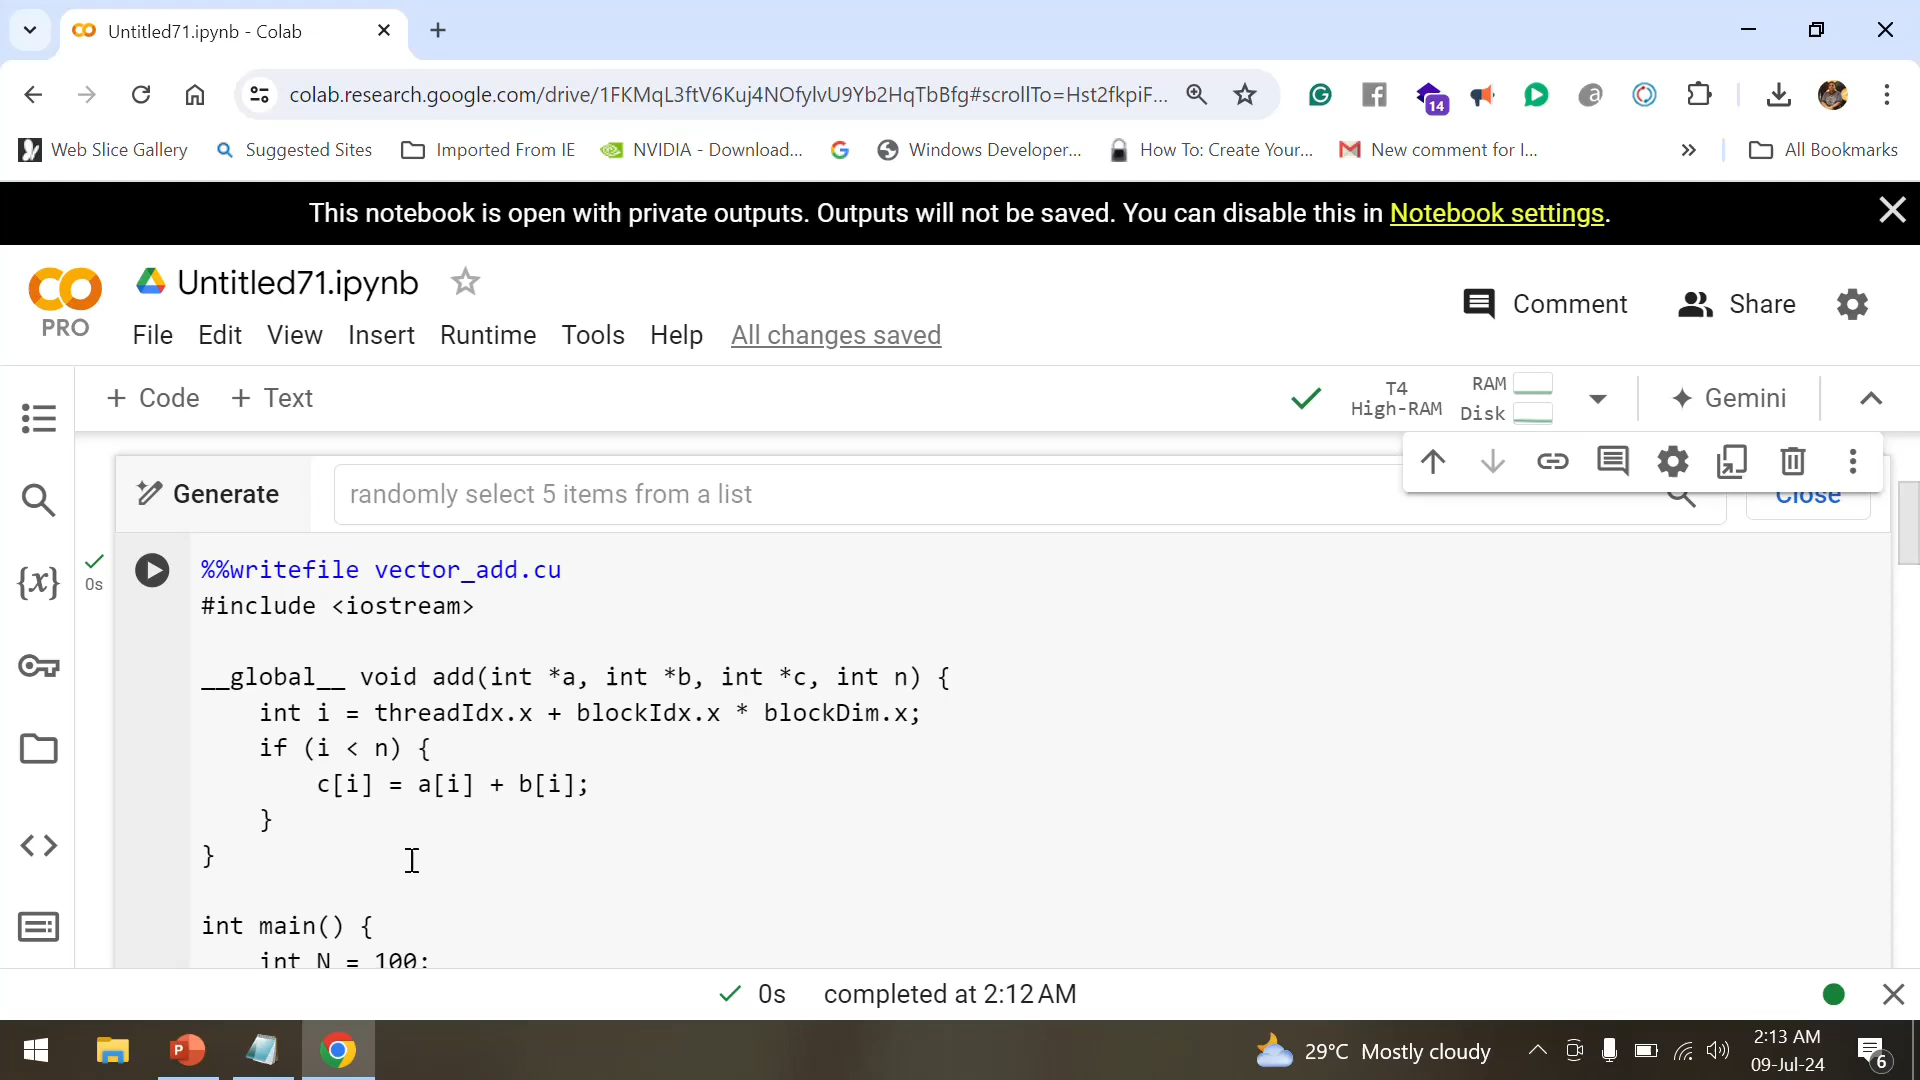 Untitled71.ipynb - Colab
colab.research.google.com/drive/1FKMqL3ftV6Kuj4NOfylvU9Yb2HqTbBfg#scrollTo=Hst2fkpiF...
14
Web Slice Gallery
Suggested Sites
Imported From IE
NVIDIA - Download...
Windows Developer...
How To: Create Your...
New comment for I...
All Bookmarks
This notebook is open with private outputs. Outputs will not be saved. You can disable this in Notebook settings.
PRO
Untitled71.ipynb
File Edit View Insert Runtime Tools Help All changes saved
Comment
Share
+ Code + Text
T4
High-RAM
RAM
Disk
Gemini
Generate
randomly select 5 items from a list
Close
0s
%%writefile vector_add.cu
#include <iostream>
__global__ void add(int *a, int *b, int *c, int n) {
int i = threadIdx.x + blockIdx.x * blockDim.x;
if (i < n) {
c[i] = a[i] + b[i];
}
}
int main() {
int N = 100;
{x}
0s completed at 2:12 AM
29°C Mostly cloudy
2:13 AM
09-Jul-24
6